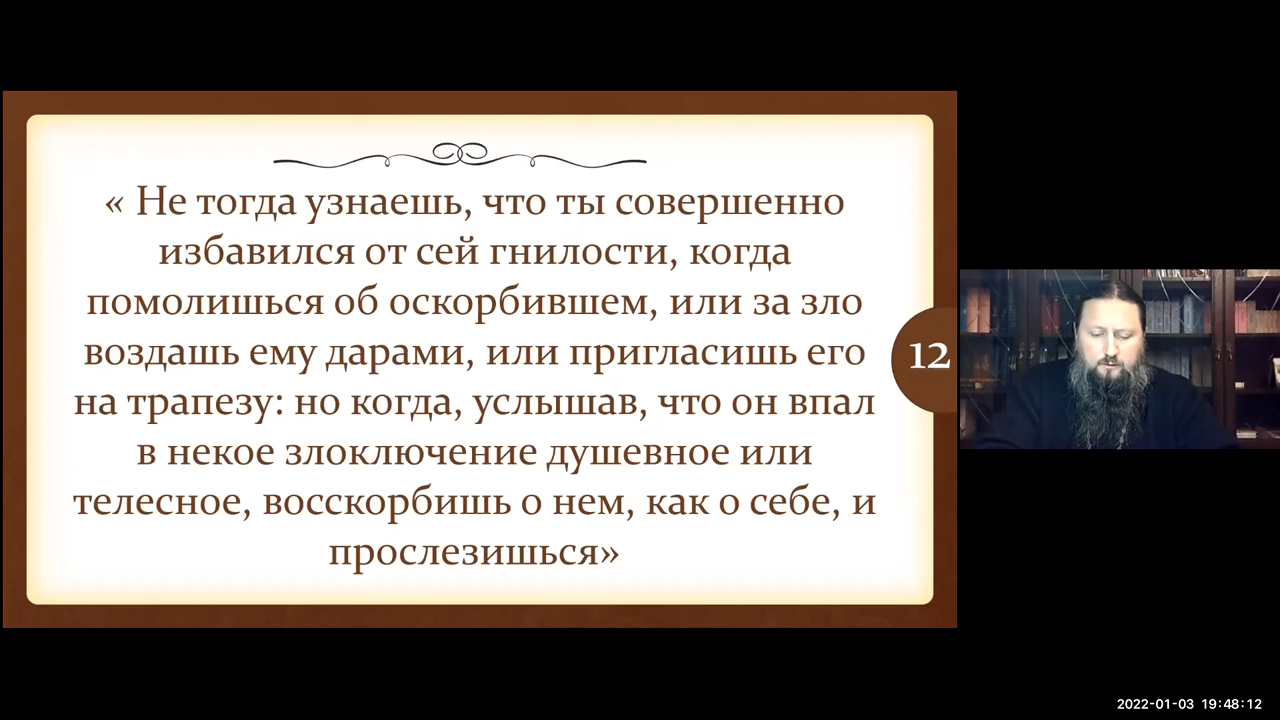 « Не тогда узнаешь, что ты совершенно
избавился от сей гнилости, когда
помолишься об оскорбившем, или за зло
воздашь ему дарами, или пригласишь его
на трапезу: но когда, услышав, что он впал
в некое злоключение душевное или
телесное, восскорбишь о нем, как о себе, и
прослезишься»
12
2022-01-03 19:48:12